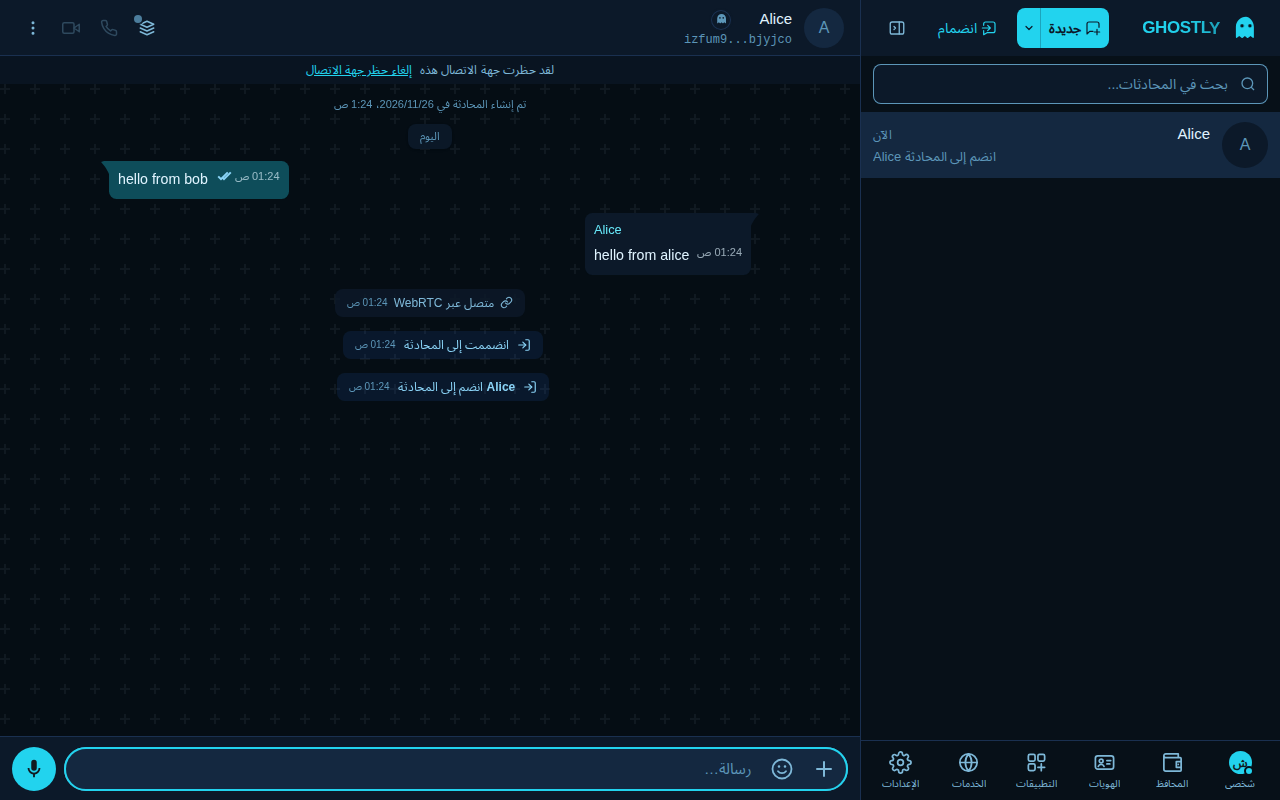 GHOSTLY
جديدة
انضمام
بحث في المحادثات...
A
Alice
الآن
انضم إلى المحادثة Alice
شخصي
المحافظ
الهويات
التطبيقات
الخدمات
الإعدادات
ش
A
Alice
izfum9...bjyjco
لقد حظرت جهة الاتصال هذه إلغاء حظر جهة الاتصال
تم إنشاء المحادثة في 2026/11/26، 1:24 ص
اليوم
hello from bob 01:24 ص
Alice
hello from alice 01:24 ص
متصل عبر WebRTC 01:24 ص
انضممت إلى المحادثة 01:24 ص
Alice انضم إلى المحادثة 01:24 ص
رسالة...